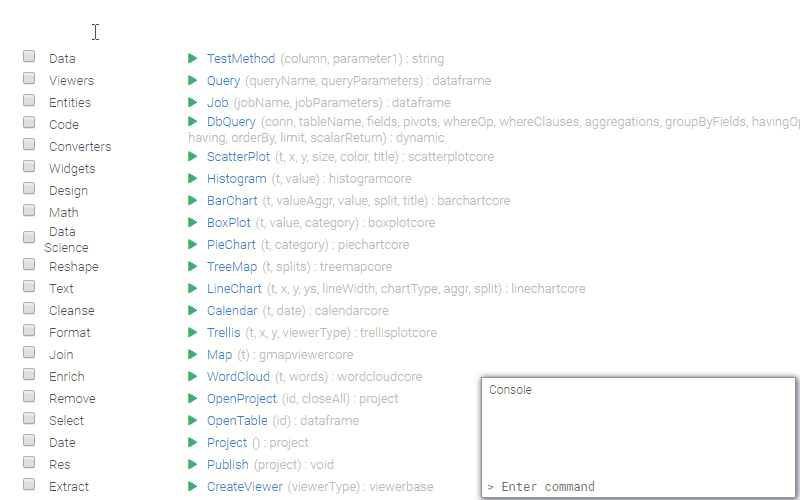 Data
Viewers
Entities
Code
Converters
Widgets
Design
Math
Data
Science
Reshape
Text
Cleanse
Format
Join
Enrich
Remove
Select
Date
Res
Extract
TestMethod (column, parameter1) : string
Query (queryName, queryParameters) : dataframe
Job (jobName, jobParameters) : dataframe
DbQuery (conn, tableName, fields, pivots, whereOp, whereClauses, aggregations, groupByFields, havingOp
having, orderBy, limit, scalarReturn) : dynamic
ScatterPlot (t, x, y, size, color, title) : scatterplotcore
Histogram (t, value) : histogramcore
BarChart (t, valueAggr, value, split, title) : barchartcore
BoxPlot (t, value, category) : boxplotcore
PieChart (t, category) : piechartcore
TreeMap (t, splits) : treemapcore
LineChart (t, x, y, ys, lineWidth, chartType, aggr, split) : linechartcore
Calendar (t, date) : calendarcore
Trellis (t, x, y, viewerType) : trellisplotcore
Map (t) : gmapviewercore
WordCloud (t, words) : wordcloudcore
OpenProject (id, closeAll) : project
OpenTable (id) : dataframe
Project () : project
Publish (project) : void
CreateViewer (viewerType) : viewerbase
Console
> Enter command